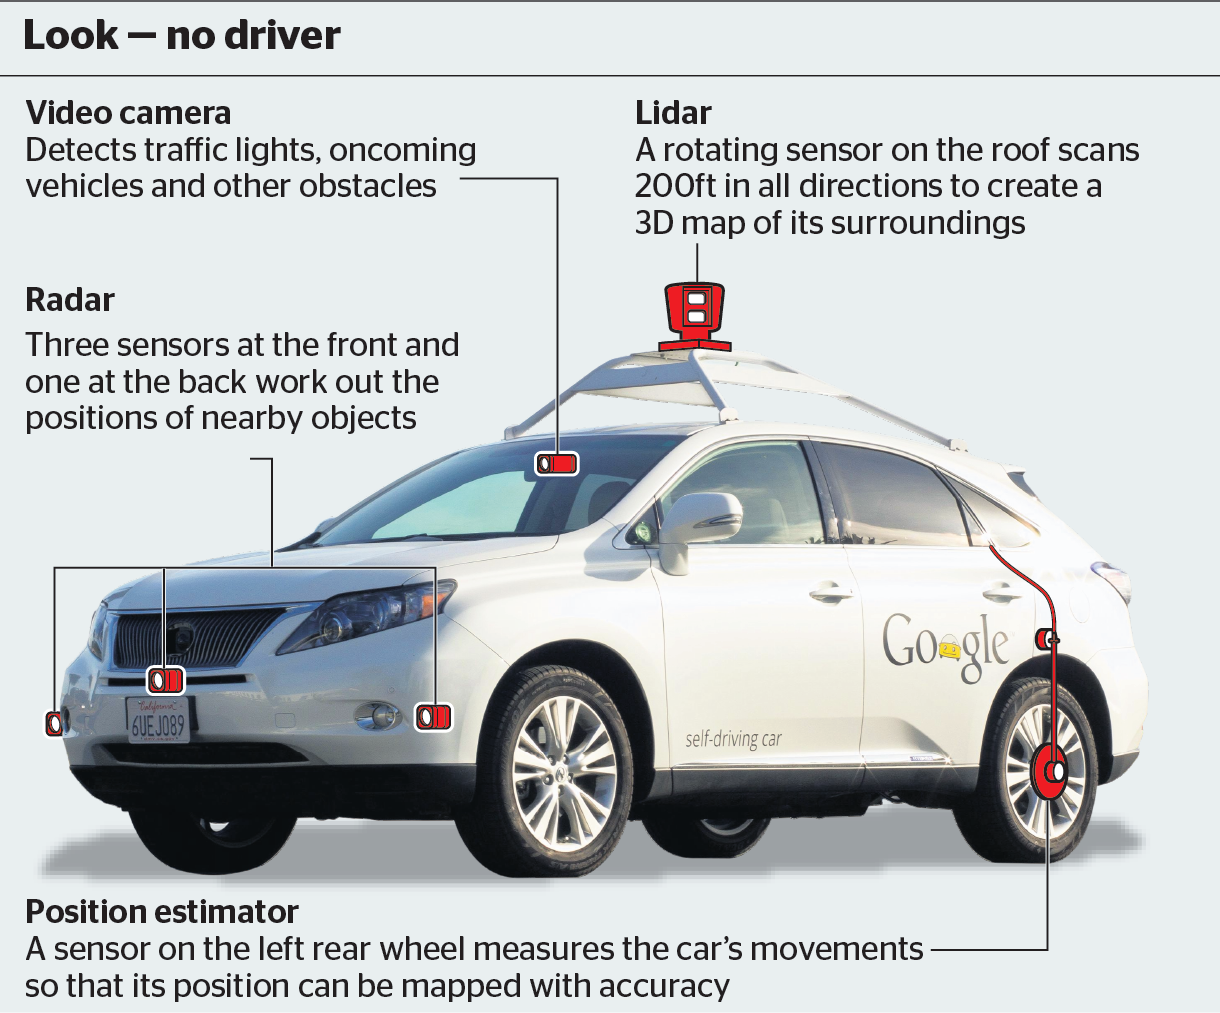 Look – no driver
Video camera
Detects traffic lights, oncoming
vehicles and other obstacles
Lidar
A rotating sensor on the roof scans
200ft in all directions to create a
3D map of its surroundings
Radar
Three sensors at the front and
one at the back work out the
positions of nearby objects
Google
self-driving car
California
6UEJ089
Position estimator
A sensor on the left rear wheel measures the car’s movements
so that its position can be mapped with accuracy